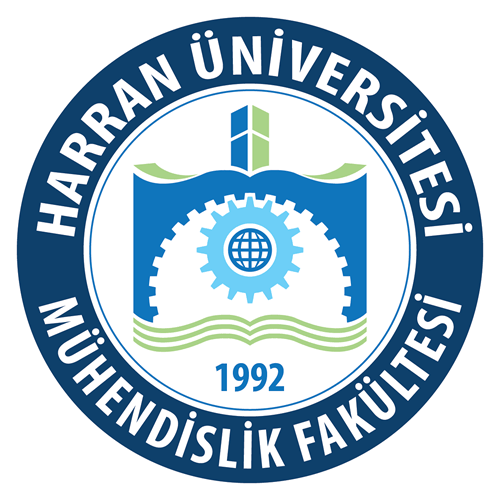 HARRAN ÜNİVERSİTESİ
1992
MÜHENDİSLİK FAKÜLTESİ